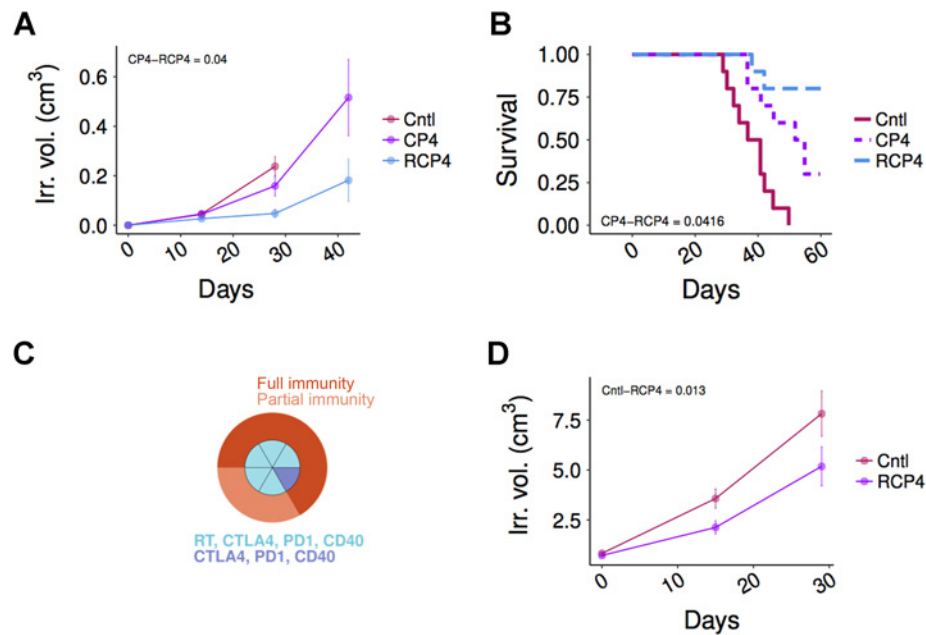 A
CP4–RCP4 = 0.04
Irr. vol. (cm³)
0.6
0.4
0.2
0.0
0
10
20
30
40
Days
Cntl
CP4
RCP4
B
Survival
1.00
0.75
0.50
0.25
0.00
CP4–RCP4 = 0.0416
0
20
40
60
Days
Cntl
CP4
RCP4
C
Full immunity
Partial immunity
RT, CTLA4, PD1, CD40
CTLA4, PD1, CD40
D
Cntl–RCP4 = 0.013
Irr. vol. (cm³)
7.5
5.0
2.5
0
10
20
30
Days
Cntl
RCP4